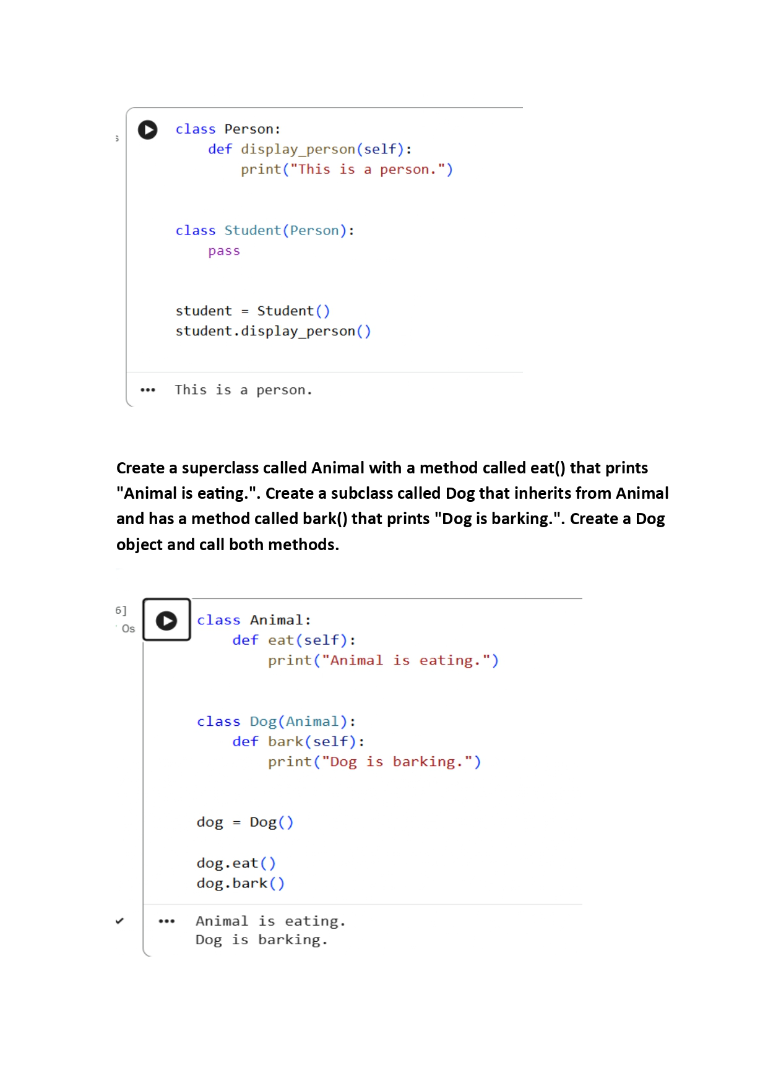 s
class Person:
    def display_person(self):
        print("This is a person.")
class Student(Person):
    pass
student = Student()
student.display_person()
••• This is a person.
Create a superclass called Animal with a method called eat() that prints
"Animal is eating.". Create a subclass called Dog that inherits from Animal
and has a method called bark() that prints "Dog is barking.". Create a Dog
object and call both methods.
6]
0s
class Animal:
    def eat(self):
        print("Animal is eating.")
class Dog(Animal):
    def bark(self):
        print("Dog is barking.")
dog = Dog()
dog.eat()
dog.bark()
••• Animal is eating.
Dog is barking.